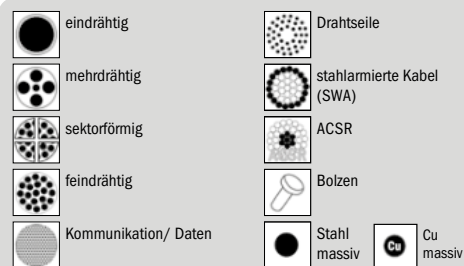 eindrähtig
mehrdrähtig
sektorförmig
feindrähtig
Kommunikation/ Daten
Drahtseile
stahlarmierte Kabel
(SWA)
ACSR
Bolzen
Stahl
massiv
Cu
Cu
massiv